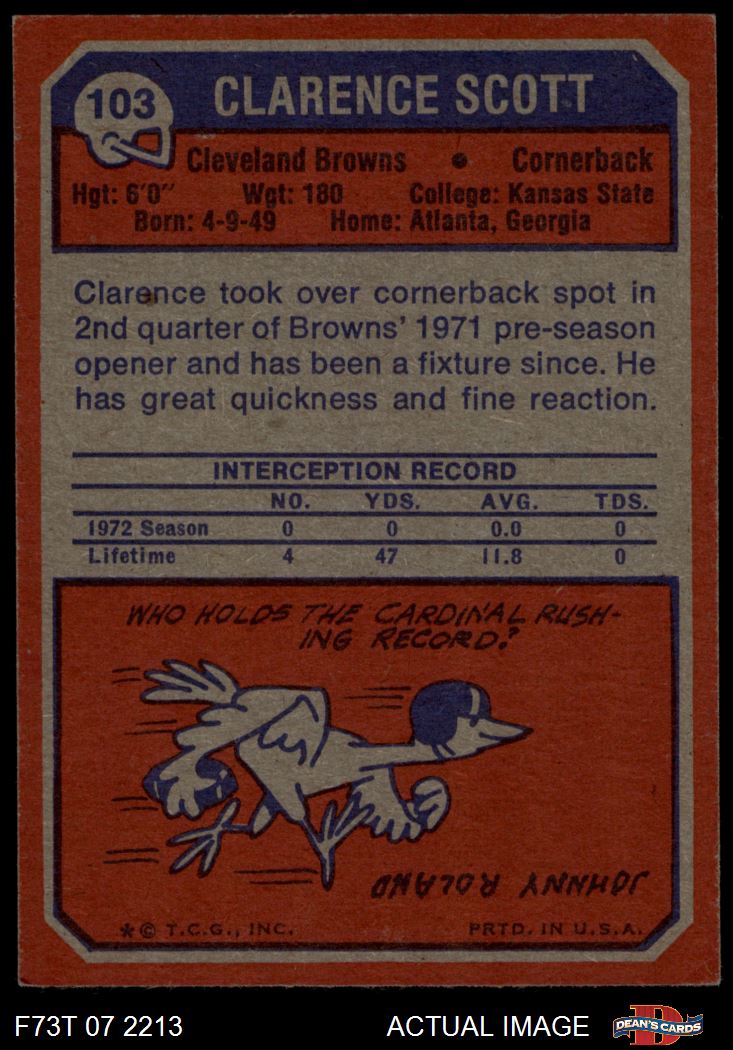 103 CLARENCE SCOTT
Cleveland Browns • Cornerback
Hgt: 6'0" Wgt: 180 College: Kansas State
Born: 4-9-49 Home: Atlanta, Georgia
Clarence took over cornerback spot in
2nd quarter of Browns' 1971 pre-season
opener and has been a fixture since. He
has great quickness and fine reaction.
INTERCEPTION RECORD
NO. YDS. AVG. TDS.
1972 Season 0 0 0.0 0
Lifetime 4 47 11.8 0
WHO HOLDS THE CARDINAL RUSH-
ING RECORD?
JOHNNY ROLAND
*© T.C.G., INC. PRTD. IN U.S.A.
F73T 07 2213 ACTUAL IMAGE D DEAN'S CARDS